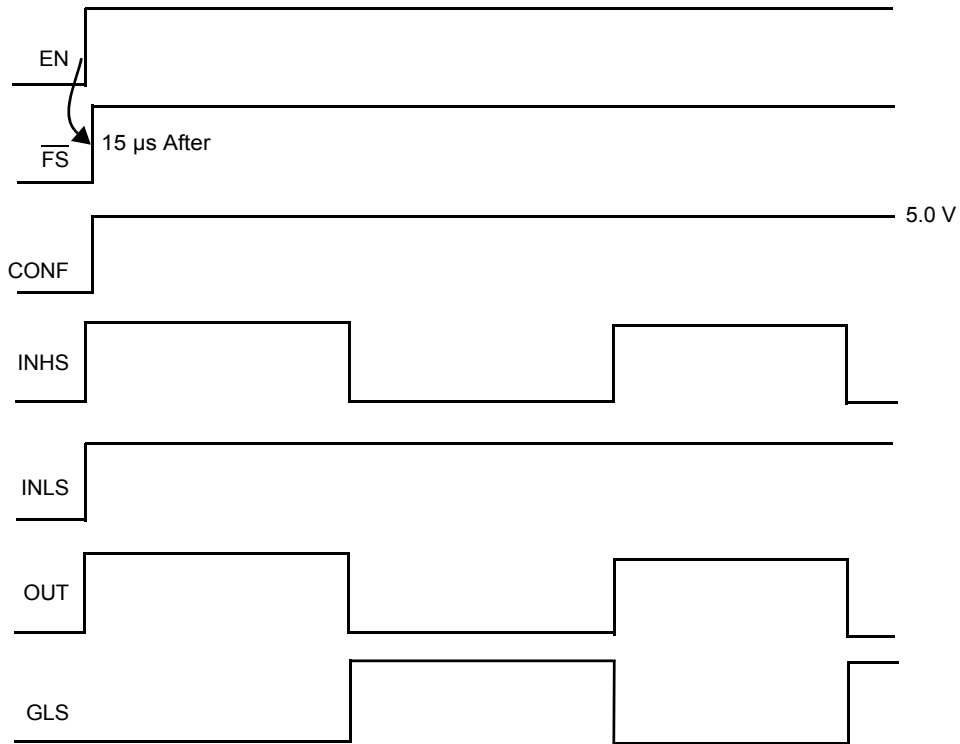 EN
15 µs After
FS
5.0 V
CONF
INHS
INLS
OUT
GLS